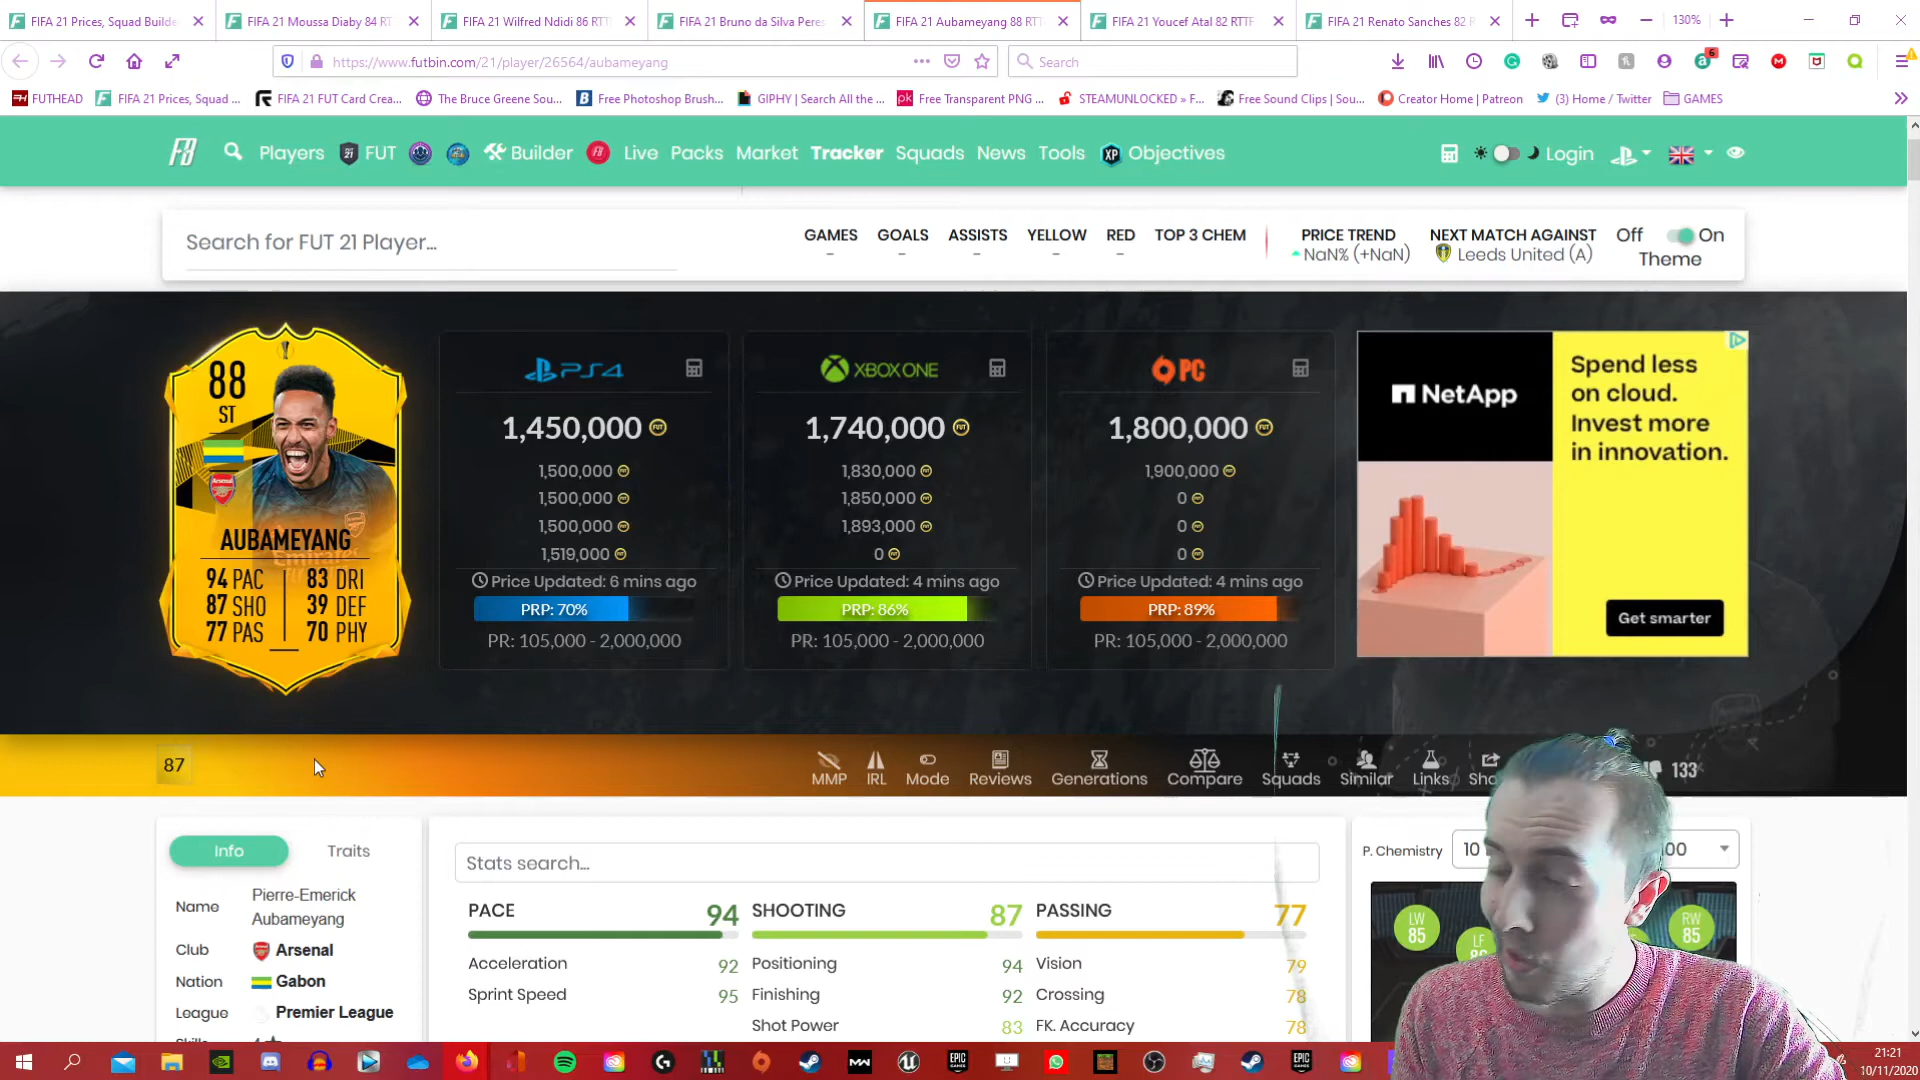 FIFA 21 Prices, Squad Builde
FIFA 21 Moussa Diaby 84 RT
FIFA 21 Wilfred Ndidi 86 RTT
FIFA 21 Bruno da Silva Peres
FIFA 21 Aubameyang 88 RTT
FIFA 21 Youcef Atal 82 RTTF
FIFA 21 Renato Sanches 82 R
130%
https://www.futbin.com/21/player/26564/aubameyang
Search
6
FUTHEAD
FIFA 21 Prices, Squad ...
FIFA 21 FUT Card Crea...
The Bruce Greene Sou...
Free Photoshop Brush...
GIPHY | Search All the ...
Free Transparent PNG ...
STEAMUNLOCKED » F...
Free Sound Clips | Sou...
Creator Home | Patreon
(3) Home / Twitter
GAMES
Players FUT Builder Live Packs Market Tracker Squads News Tools XP Objectives
Login
Search for FUT 21 Player...
GAMES GOALS ASSISTS YELLOW RED TOP 3 CHEM PRICE TREND NEXT MATCH AGAINST Off On
- - - - - NaN% (+NaN) Leeds United (A) Theme
88
ST
AUBAMEYANG
94 PAC 83 DRI
87 SHO 39 DEF
77 PAS 70 PHY
PS4
1,450,000
1,500,000
1,500,000
1,500,000
1,519,000
Price Updated: 6 mins ago
PRP: 70%
PR: 105,000 - 2,000,000
XBOX ONE
1,740,000
1,830,000
1,850,000
1,893,000
0
Price Updated: 4 mins ago
PRP: 86%
PR: 105,000 - 2,000,000
PC
1,800,000
1,900,000
0
0
0
Price Updated: 4 mins ago
PRP: 89%
PR: 105,000 - 2,000,000
NetApp
Spend less
on cloud.
Invest more
in innovation.
Get smarter
87
MMP IRL Mode Reviews Generations Compare Squads Similar Links Sha
133
Info Traits
Name Pierre-Emerick
Aubameyang
Club Arsenal
Nation Gabon
League Premier League
Stats search...
PACE 94
Acceleration 92
Sprint Speed 95
SHOOTING 87
Positioning 94
Finishing 92
Shot Power 83
PASSING 77
Vision 79
Crossing 78
FK. Accuracy 78
P. Chemistry 10
LW
85
LF
RW
85
21:21
10/11/2020